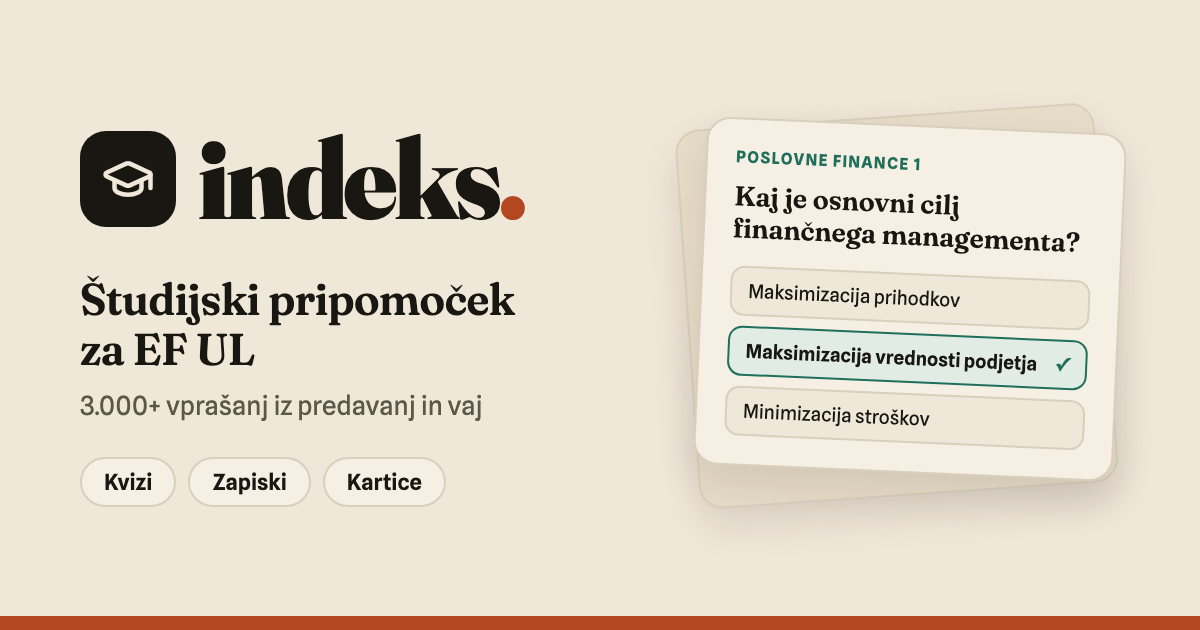 indeks.
Študijski pripomoček
za EF UL
3.000+ vprašanj iz predavanj in vaj
Kvizi
Zapiski
Kartice
POSLOVNE FINANCE 1
Kaj je osnovni cilj
finančnega managementa?
Maksimizacija prihodkov
Maksimizacija vrednosti podjetja ✓
Minimizacija stroškov